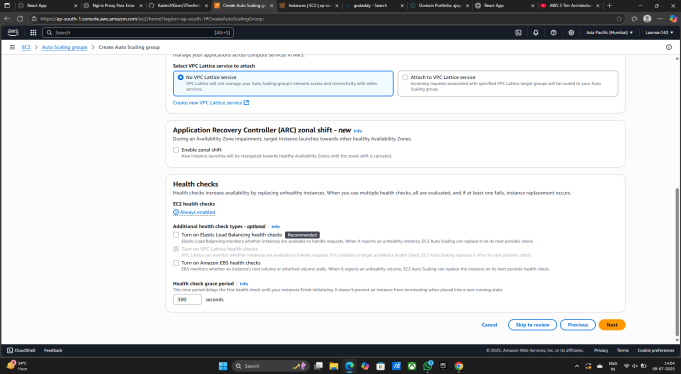 React App
Nginx Proxy Pass Error
Create Auto Scaling gr
Instances | EC2 | ap-s
godaddy - Search
Domain Portfolio
React App
AWS 3 Tier Architectur
https://ap-south-1.console.aws.amazon.com/ec2/home?region=ap-south-1#CreateAutoScalingGroup:
aws
Search
[Alt+S]
Asia Pacific (Mumbai)
EC2 > Auto Scaling groups > Create Auto Scaling group
manage your applications across compute services in AWS.
Select VPC Lattice service to attach
No VPC Lattice service
VPC Lattice will not manage your Auto Scaling group's network access and connectivity with other services.
Attach to VPC Lattice service
Incoming requests associated with specified VPC Lattice target groups will be routed to your Auto Scaling group.
Create new VPC Lattice service
Application Recovery Controller (ARC) zonal shift - new Info
During an Availability Zone impairment, target instance launches towards other healthy Availability Zones.
Enable zonal shift
New instance launches will be retargeted towards healthy Availability Zones until the zonal shift is canceled.
Health checks
Health checks increase availability by replacing unhealthy instances. When you use multiple health checks, all are evaluated, and if at least one fails, instance replacement occurs.
EC2 health checks
Always enabled
Additional health check types - optional Info
Turn on Elastic Load Balancing health checks Recommended
Elastic Load Balancing monitors whether instances are available to handle requests. When it reports an unhealthy instance, EC2 Auto Scaling can replace it on its next periodic check.
Turn on VPC Lattice health checks
VPC Lattice can monitor whether instances are available to handle requests. If it considers a target as failed a health check, EC2 Auto Scaling replaces it after its next periodic check.
Turn on Amazon EBS health checks
EBS monitors whether an instance's root volume or attached volume stalls. When it reports an unhealthy volume, EC2 Auto Scaling can replace the instance on its next periodic health check.
Health check grace period Info
This time period delays the first health check until your instances finish initializing. It doesn't prevent an instance from terminating when placed into a non-running state.
300 seconds
Cancel
Skip to review
Previous
Next
CloudShell
Feedback
© 2025, Amazon Web Services, Inc. or its affiliates.
Privacy
Terms
Cookie preferences
34°C
Haze
Search
ENG
IN
14:04
09-07-2025